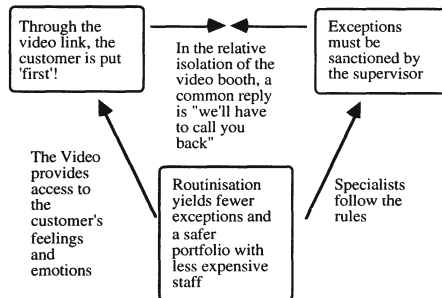 Through the
video link, the
customer is put
'first'!
In the relative
isolation of the
video booth, a
common reply
is "we'll have
to call you
back"
Exceptions
must be
sanctioned by
the supervisor
The Video
provides
access to
the
customer's
feelings
and
emotions
Routinisation
yields fewer
exceptions and
a safer
portfolio with
less expensive
staff
Specialists
follow the
rules